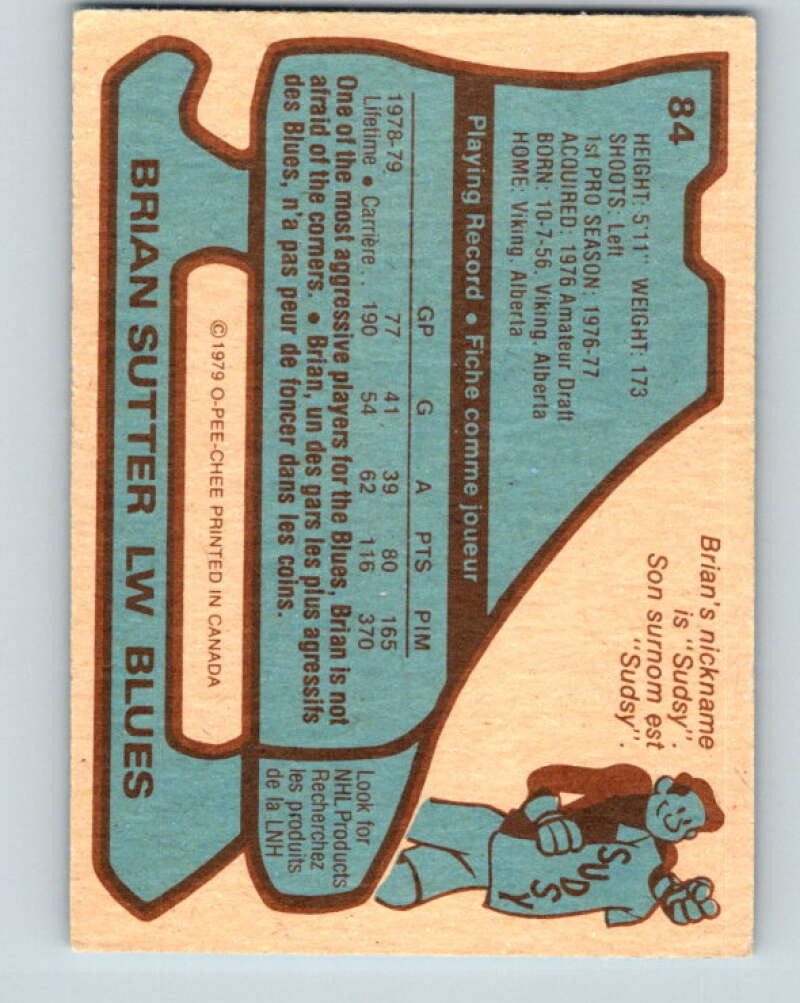 84
HEIGHT: 5'11" WEIGHT: 173
SHOOTS: Left
1st PRO SEASON: 1976-77
ACQUIRED: 1976 Amateur Draft
BORN: 10-7-56, Viking, Alberta
HOME: Viking, Alberta
Brian's nickname
is "Sudsy".
Son surnom est
"Sudsy".
SUDSY
Playing Record • Fiche comme joueur
GP G A PTS PIM
1978-79 77 41 39 80 165
Lifetime • Carrière... 190 54 62 116 370
One of the most aggressive players for the Blues, Brian is not
afraid of the corners. • Brian, un des gars les plus agressifs
des Blues, n'a pas peur de foncer dans les coins.
Look for
NHL Products
Recherchez
les produits
de la LNH
©1979 O-PEE-CHEE PRINTED IN CANADA
BRIAN SUTTER LW BLUES